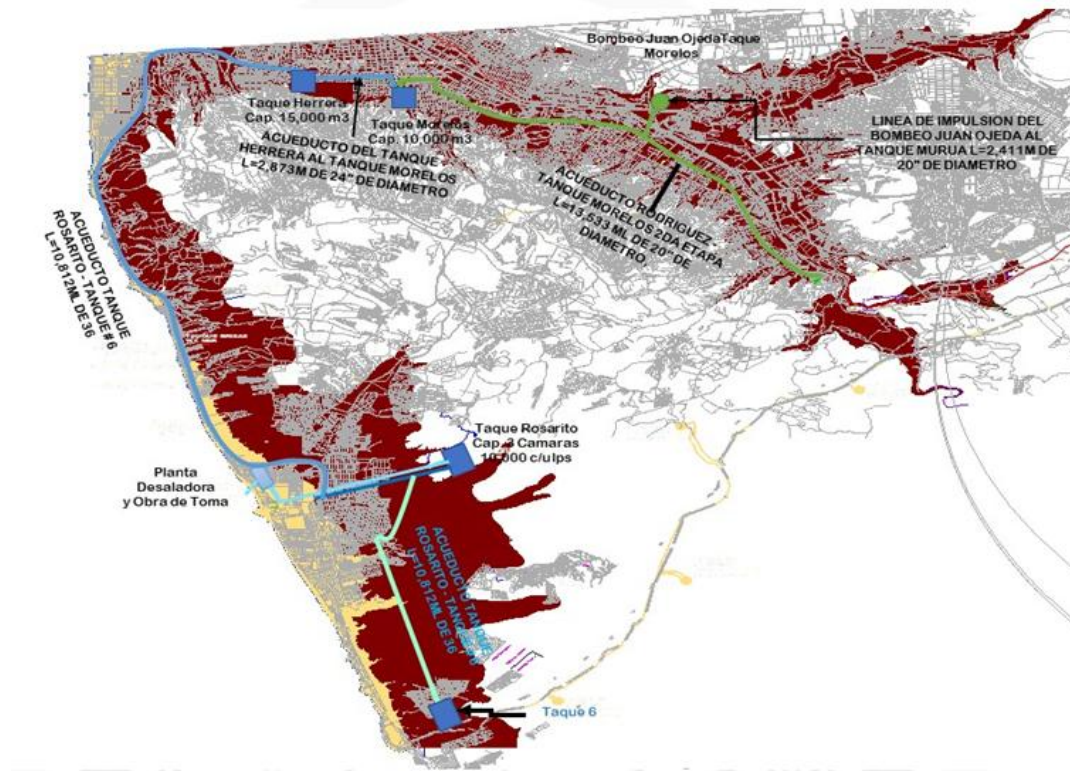 Bombeo Juan OjedaTaque
Morelos
Taque Herrera
Cap. 15,000 m3
Taque Morelos
Cap. 10,000 m3
ACUEDUCTO DEL TANQUE -
HERRERA AL TANQUE MORELOS
L=2,873M DE 24" DE DIAMETRO
LINEA DE IMPULSION DEL
BOMBEO JUAN OJEDA AL
TANQUE MURUA L=2,411M DE
20" DE DIAMETRO
ACUEDUCTO RODRIGUEZ -
TANQUE MORELOS 2DA ETAPA
L=13,533 ML DE 20" DE
DIAMETRO.
ACUEDUCTO TANQUE
ROSARITO - TANQUE #6
L=10,812ML DE 36
Taque Rosarito
Cap. 3 Camaras
10,000 c/ulps
Planta
Desaladora
y Obra de Toma
ACUEDUCTO TANQUE
ROSARITO - TANQUE #6
L=10,812ML DE 36
Taque 6